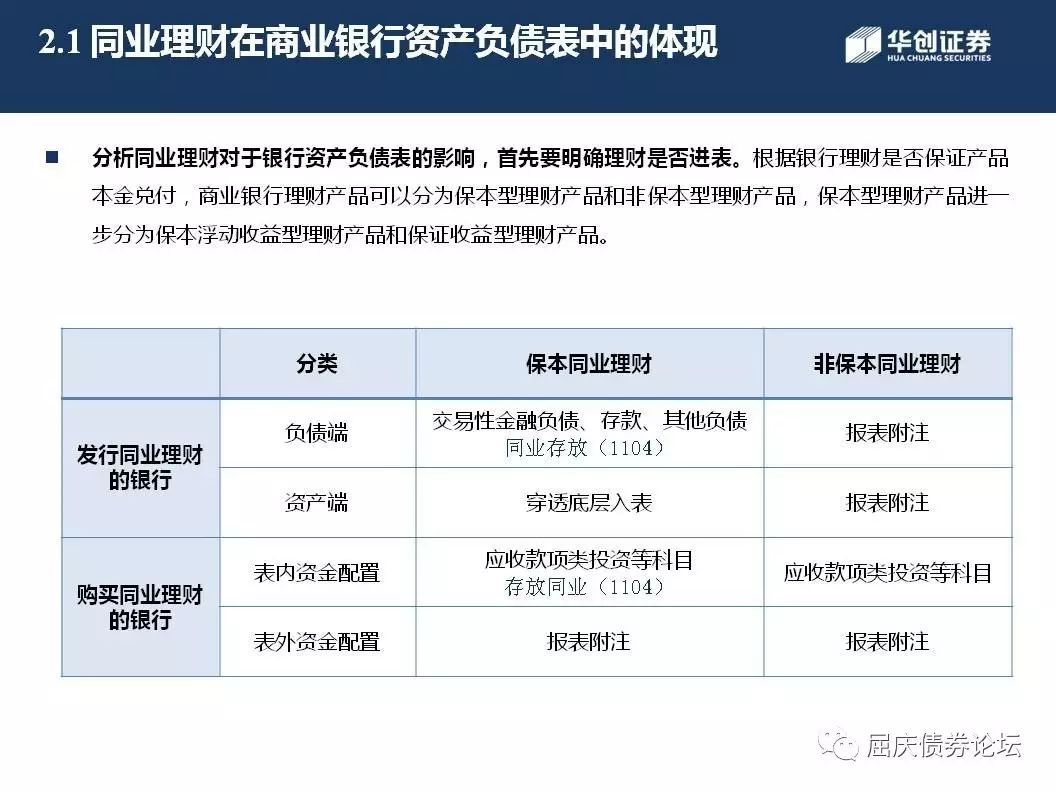 2.1 同业理财在商业银行资产负债表中的体现
华创证券
HUA CHUANG SECURITIES
分析同业理财对于银行资产负债表的影响，首先要明确理财是否进表。根据银行理财是否保证产品
本金兑付，商业银行理财产品可以分为保本型理财产品和非保本型理财产品，保本型理财产品进一
步分为保本浮动收益型理财产品和保证收益型理财产品。
分类 保本同业理财 非保本同业理财
发行同业理财
的银行
负债端
交易性金融负债、存款、其他负债
同业存放（1104）
报表附注
资产端 穿透底层入表 报表附注
购买同业理财
的银行
表内资金配置
应收款项类投资等科目
存放同业（1104）
应收款项类投资等科目
表外资金配置 报表附注 报表附注
屈庆债券论坛